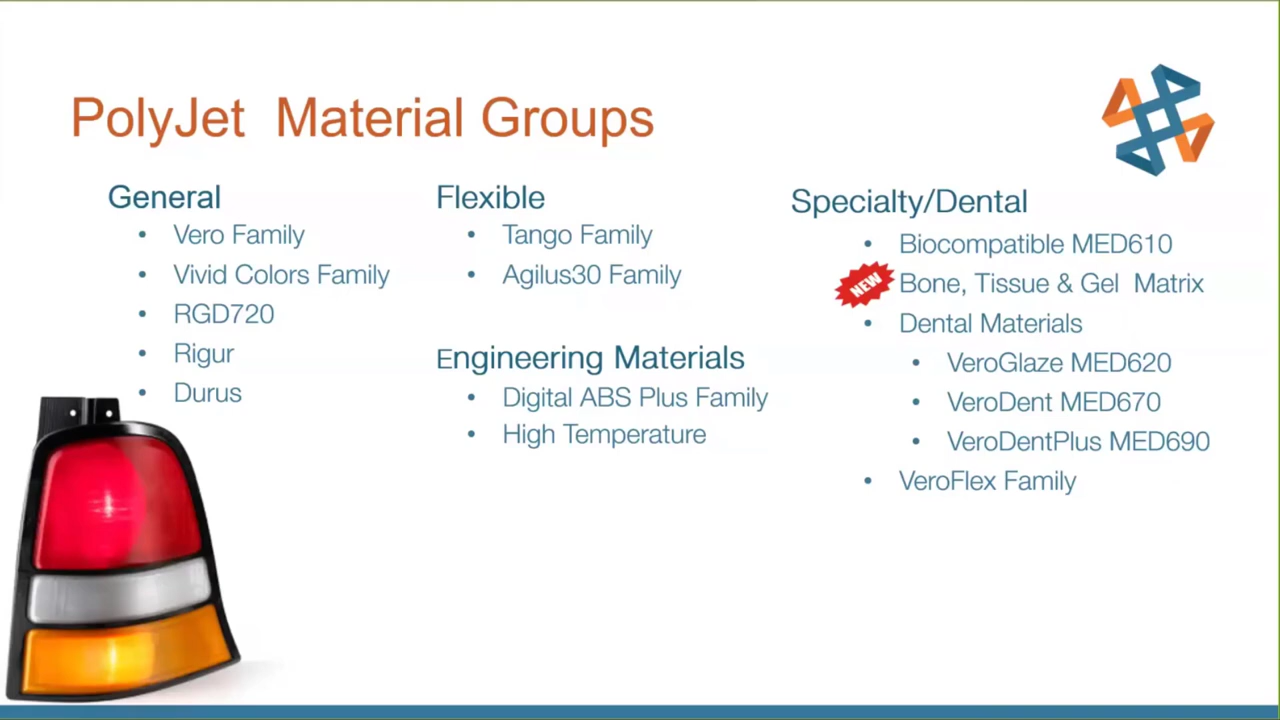 PolyJet Material Groups
General
• Vero Family
• Vivid Colors Family
• RGD720
• Rigur
• Durus
Flexible
• Tango Family
• Agilus30 Family
Engineering Materials
• Digital ABS Plus Family
• High Temperature
Specialty/Dental
• Biocompatible MED610
NEW Bone, Tissue & Gel Matrix
• Dental Materials
• VeroGlaze MED620
• VeroDent MED670
• VeroDentPlus MED690
• VeroFlex Family